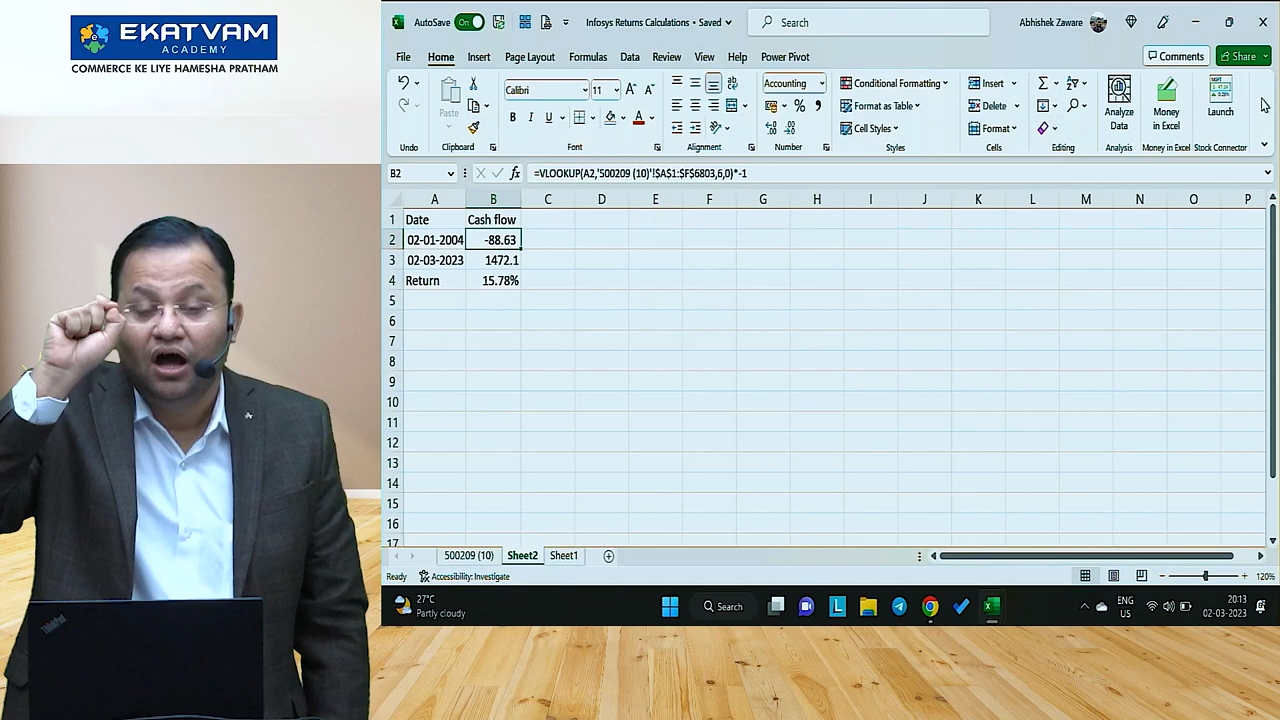 EKATVAM
ACADEMY
COMMERCE KE LIYE HAMESHA PRATHAM
AutoSave On Infosys Returns Calculations • Saved Search Abhishek Zaware
File Home Insert Page Layout Formulas Data Review View Help Power Pivot Comments Share
Paste
Calibri 11
B I U A
Accounting
% ,
Conditional Formatting
Format as Table
Cell Styles
Insert
Delete
Format
Analyze
Data
Money
in Excel
Launch
Undo Clipboard Font Alignment Number Styles Cells Editing Analysis Money in Excel Stock Connector
B2 fx =VLOOKUP(A2,'500209 (10)'!$A$1:$F$6803,6,0)*-1
A B C D E F G H I J K L M N O P
1 Date Cash flow
2 02-01-2004 -88.63
3 02-03-2023 1472.1
4 Return 15.78%
5
6
7
8
9
10
11
12
13
14
15
16
17
500209 (10) Sheet2 Sheet1
Ready Accessibility: Investigate 120%
27°C
Partly cloudy
Search
L
ENG
US
20:13
02-03-2023
ThinkPad